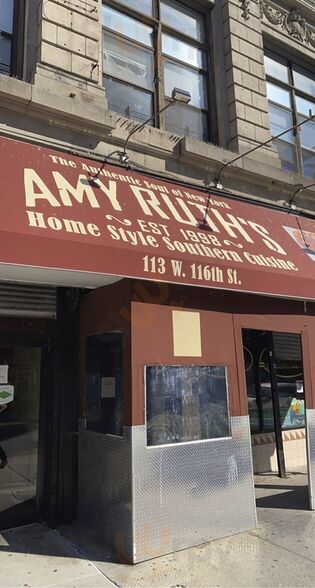 The Authentic Soul of New York
AMY RUTH'S
~ EST. 1998 ~
Home Style Southern Cuisine
113 W. 116th St.